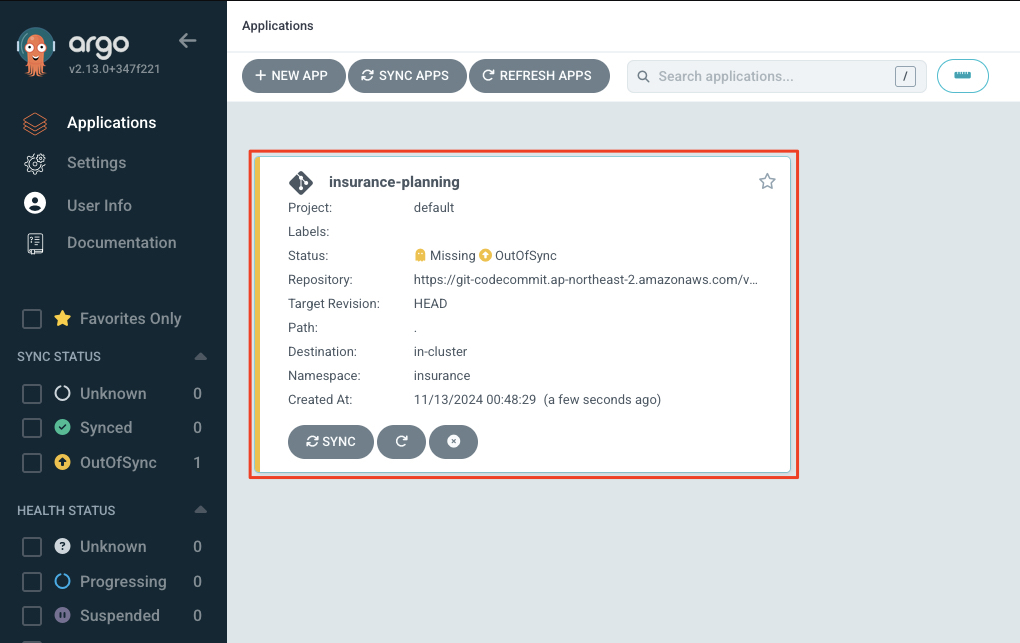 argo
v2.13.0+347f221
Applications
Settings
User Info
Documentation
Favorites Only
SYNC STATUS
Unknown 0
Synced 0
OutOfSync 1
HEALTH STATUS
Unknown 0
Progressing 0
Suspended 0
Applications
+ NEW APP SYNC APPS REFRESH APPS Search applications... /
insurance-planning
Project: default
Labels:
Status: Missing OutOfSync
Repository: https://git-codecommit.ap-northeast-2.amazonaws.com/v...
Target Revision: HEAD
Path: .
Destination: in-cluster
Namespace: insurance
Created At: 11/13/2024 00:48:29 (a few seconds ago)
SYNC